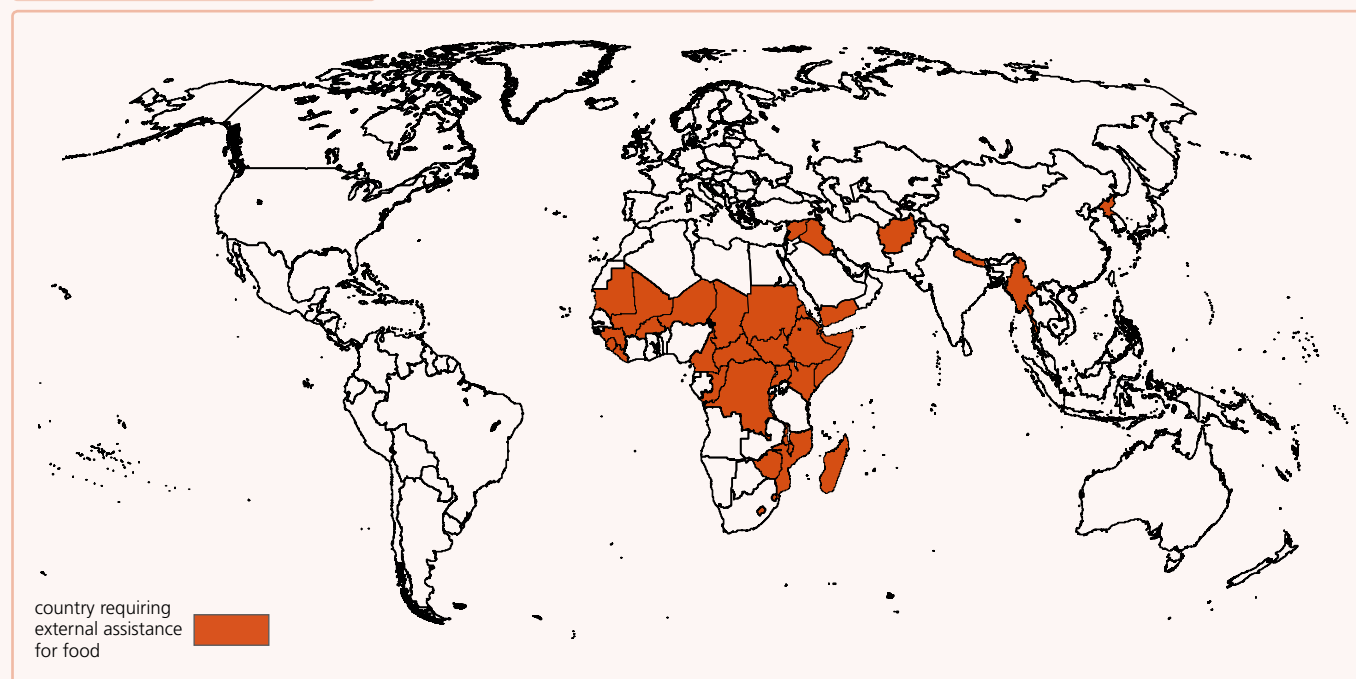 country requiring
external assistance
for food